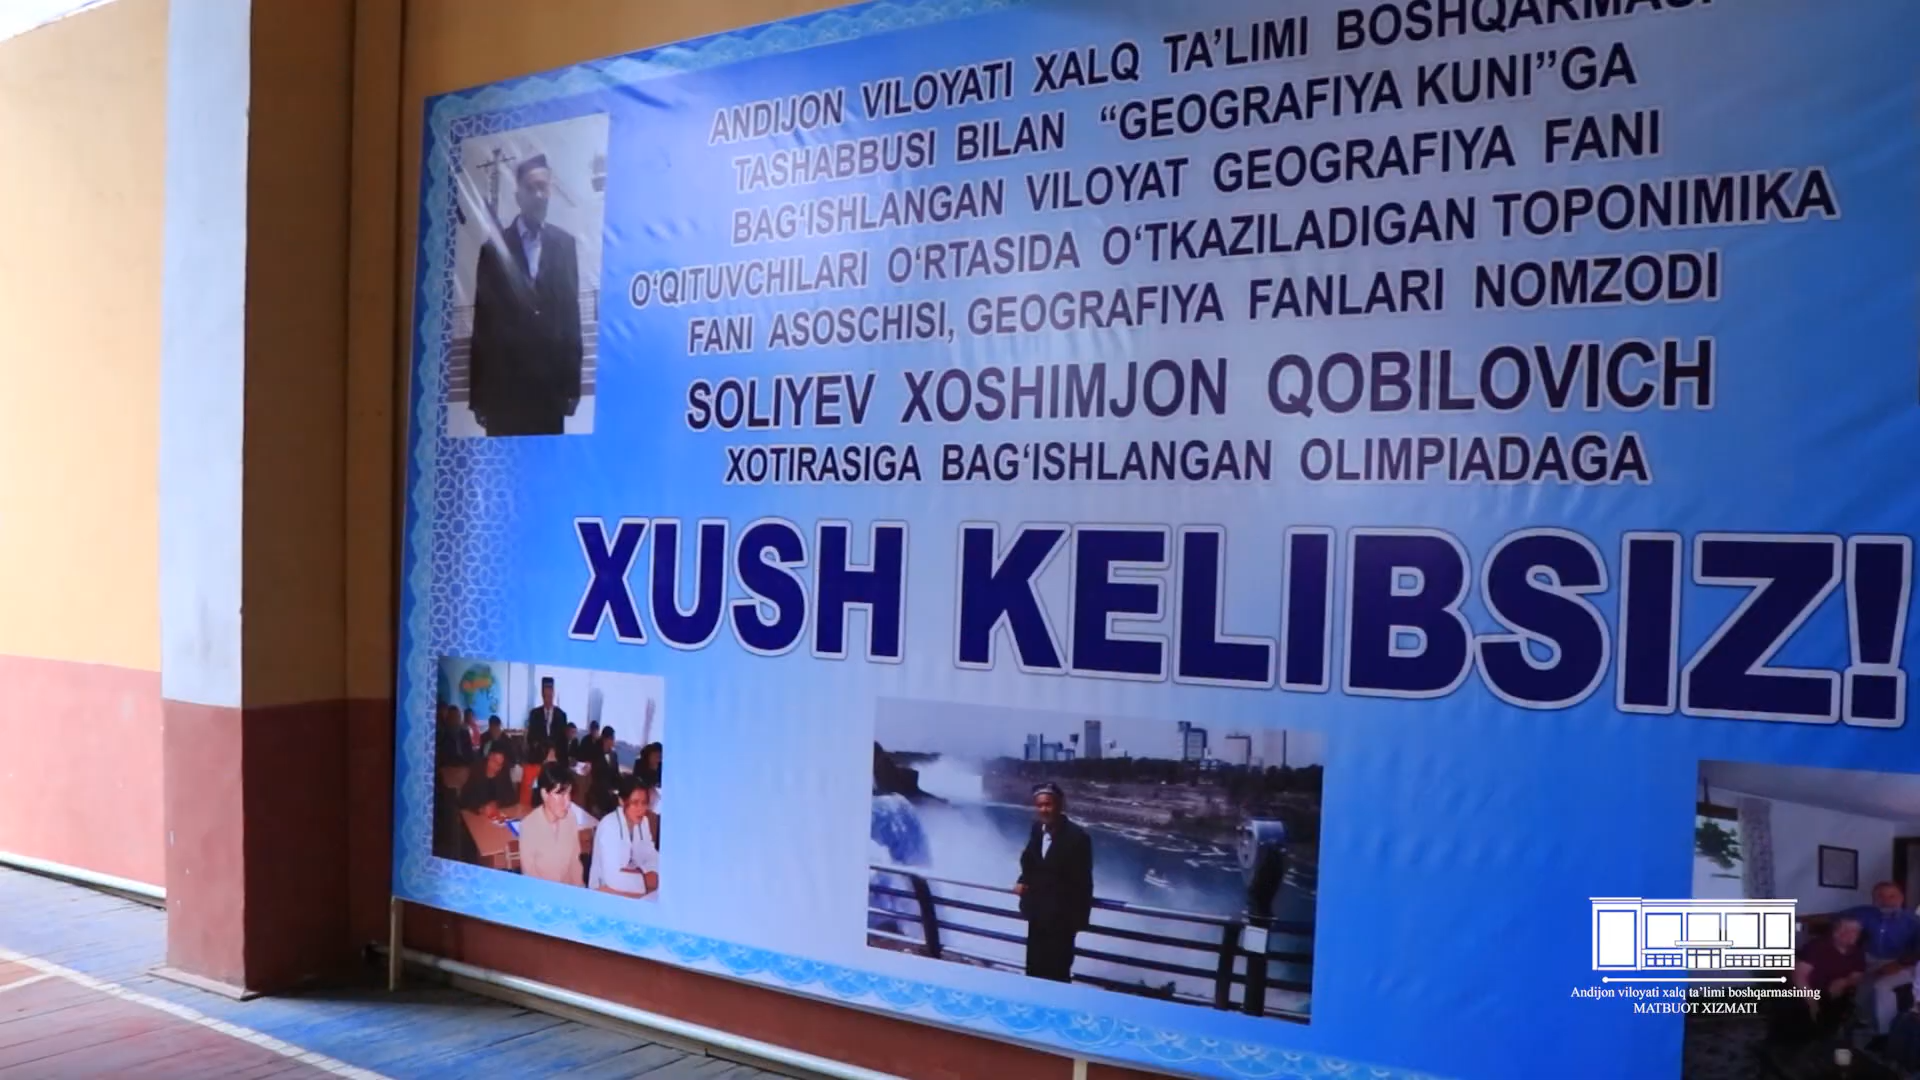 ANDIJON VILOYATI XALQ TA’LIMI BOSHQARMASI
TASHABBUSI BILAN “GEOGRAFIYA KUNI”GA
BAG‘ISHLANGAN VILOYAT GEOGRAFIYA FANI
O‘QITUVCHILARI O‘RTASIDA O‘TKAZILADIGAN TOPONIMIKA
FANI ASOSCHISI, GEOGRAFIYA FANLARI NOMZODI
SOLIYEV XOSHIMJON QOBILOVICH
XOTIRASIGA BAG‘ISHLANGAN OLIMPIADAGA
XUSH KELIBSIZ!
Andijon viloyati xalq ta’limi boshqarmasining
MATBUOT XIZMATI